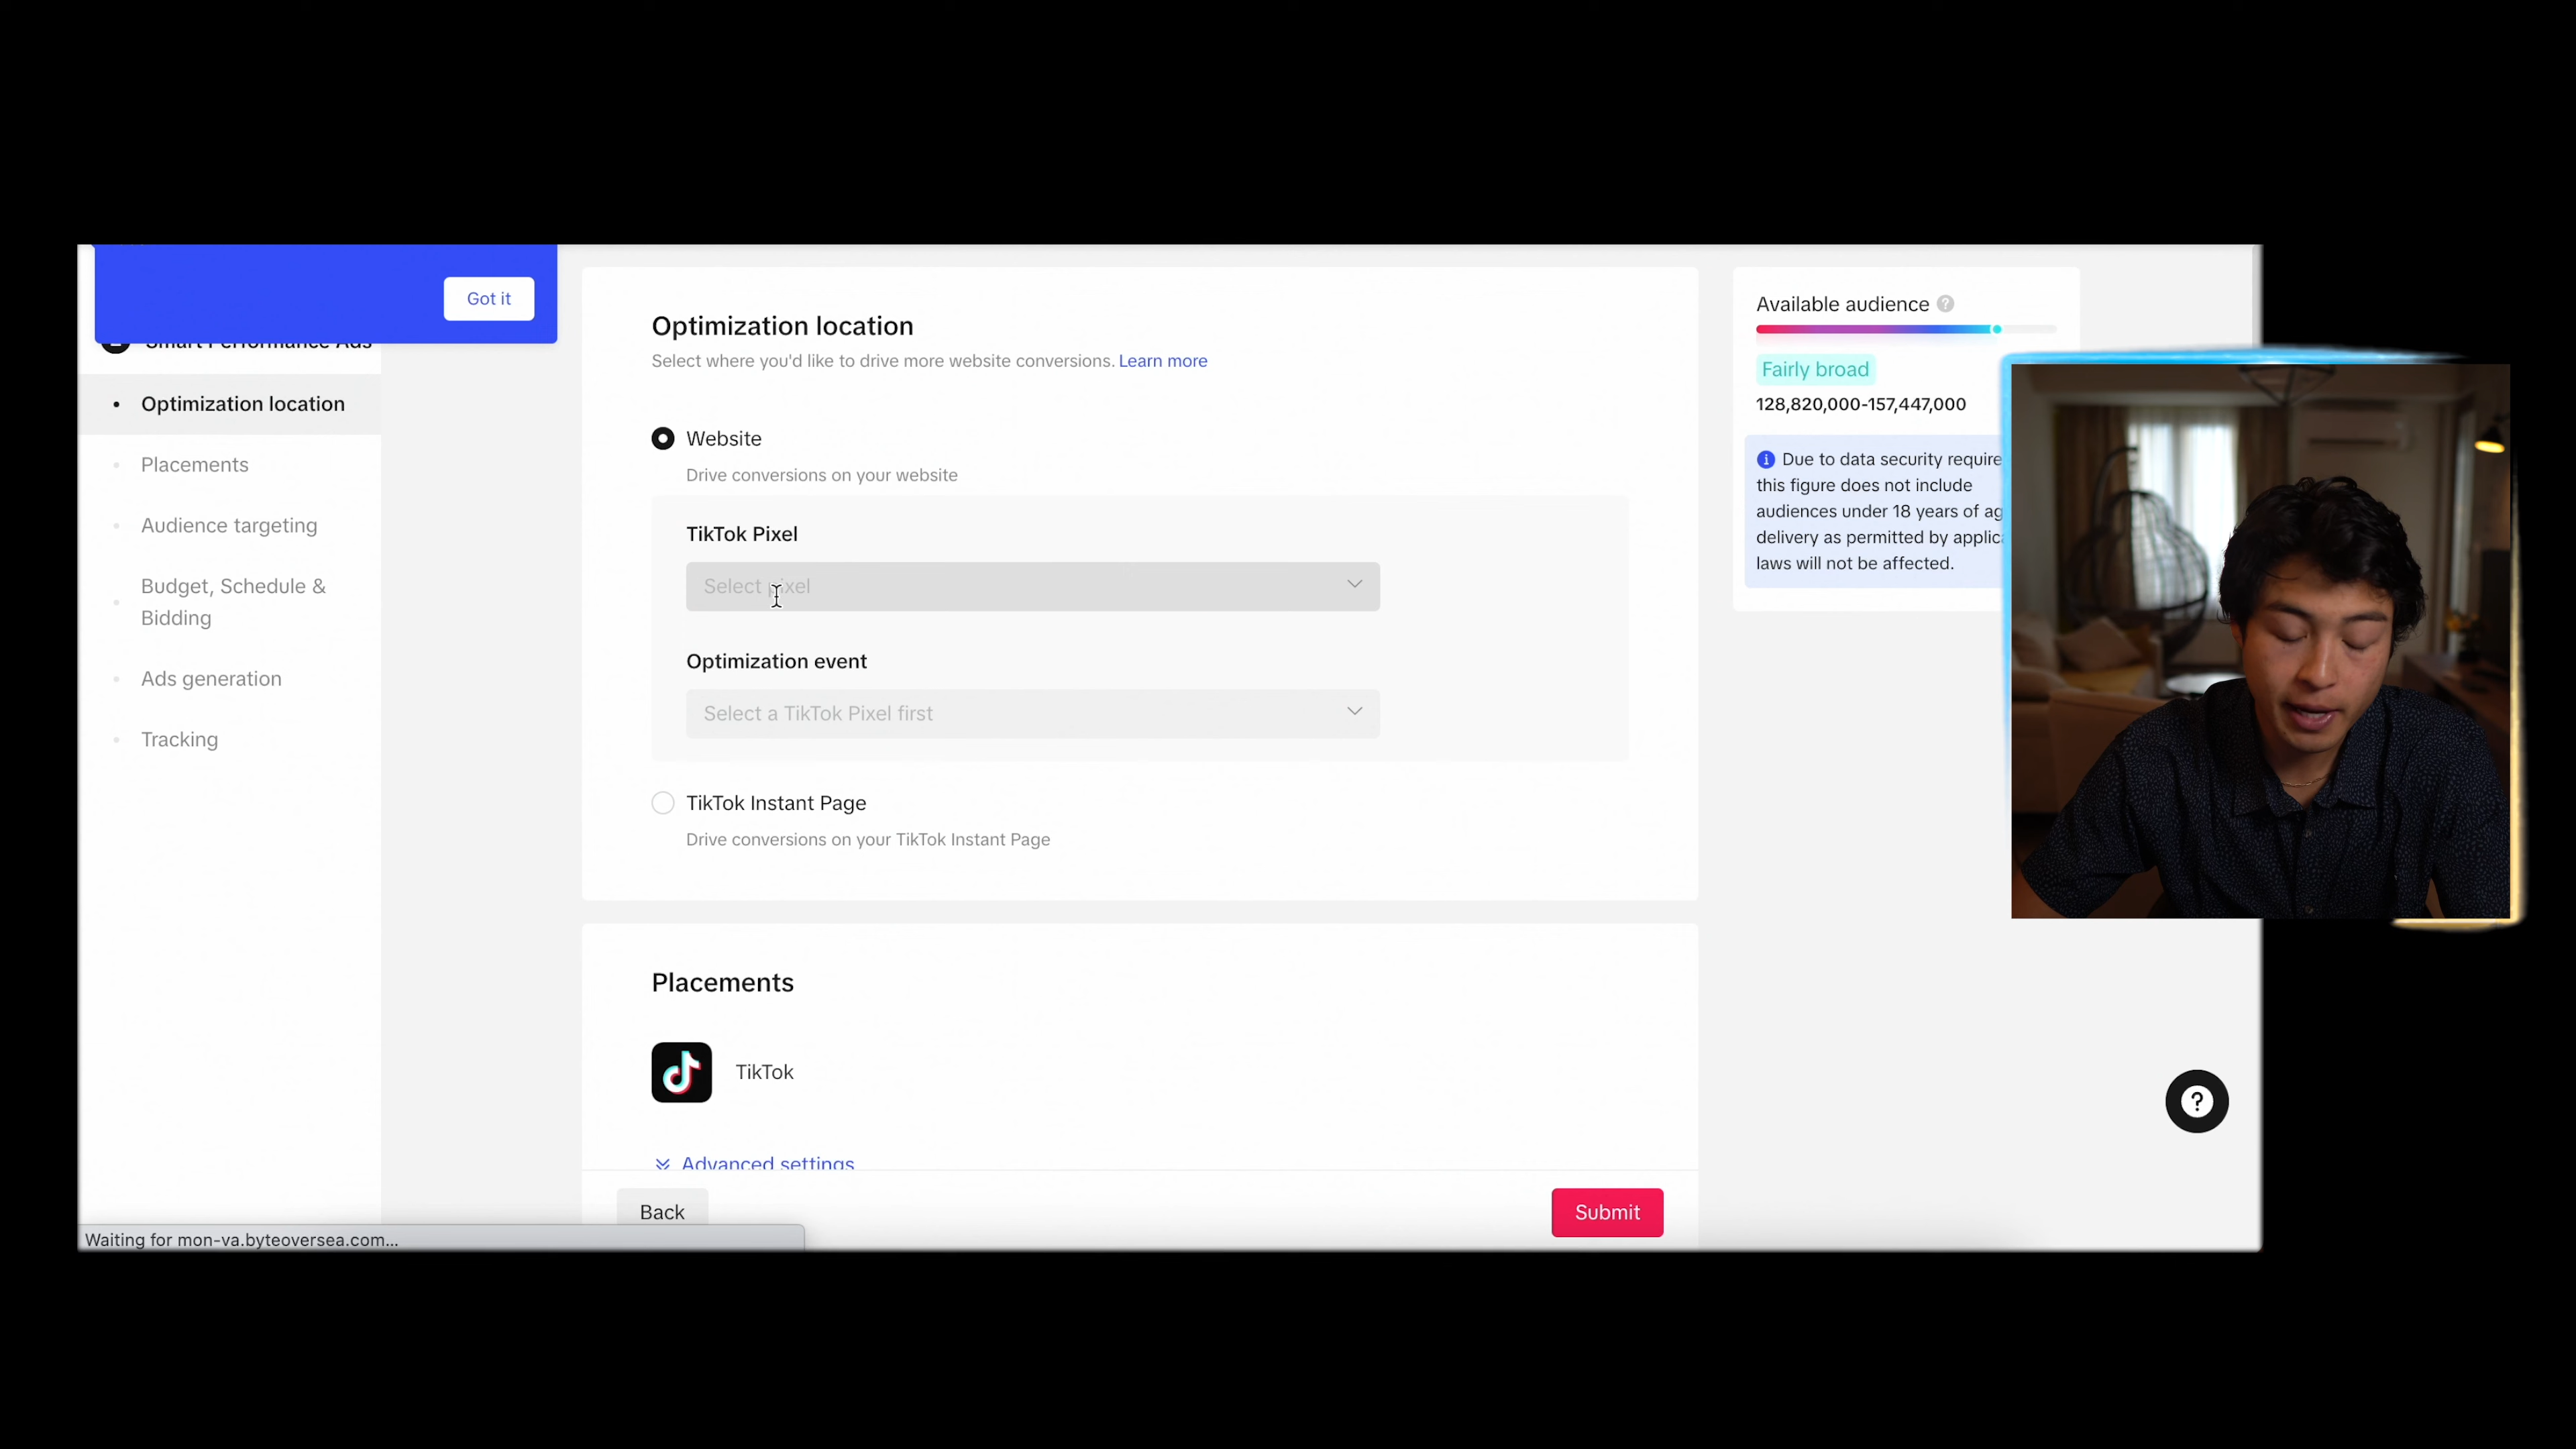 Got it
Smart Performance Ads
Optimization location
Placements
Audience targeting
Budget, Schedule &
Bidding
Ads generation
Tracking
Optimization location
Select where you'd like to drive more website conversions. Learn more
Website
Drive conversions on your website
TikTok Pixel
Select pixel
Optimization event
Select a TikTok Pixel first
TikTok Instant Page
Drive conversions on your TikTok Instant Page
Placements
TikTok
Advanced settings
Back
Submit
Available audience ?
Fairly broad
128,820,000-157,447,000
Due to data security require
this figure does not include
audiences under 18 years of ag
delivery as permitted by applic
laws will not be affected.
?
Waiting for mon-va.byteoversea.com...